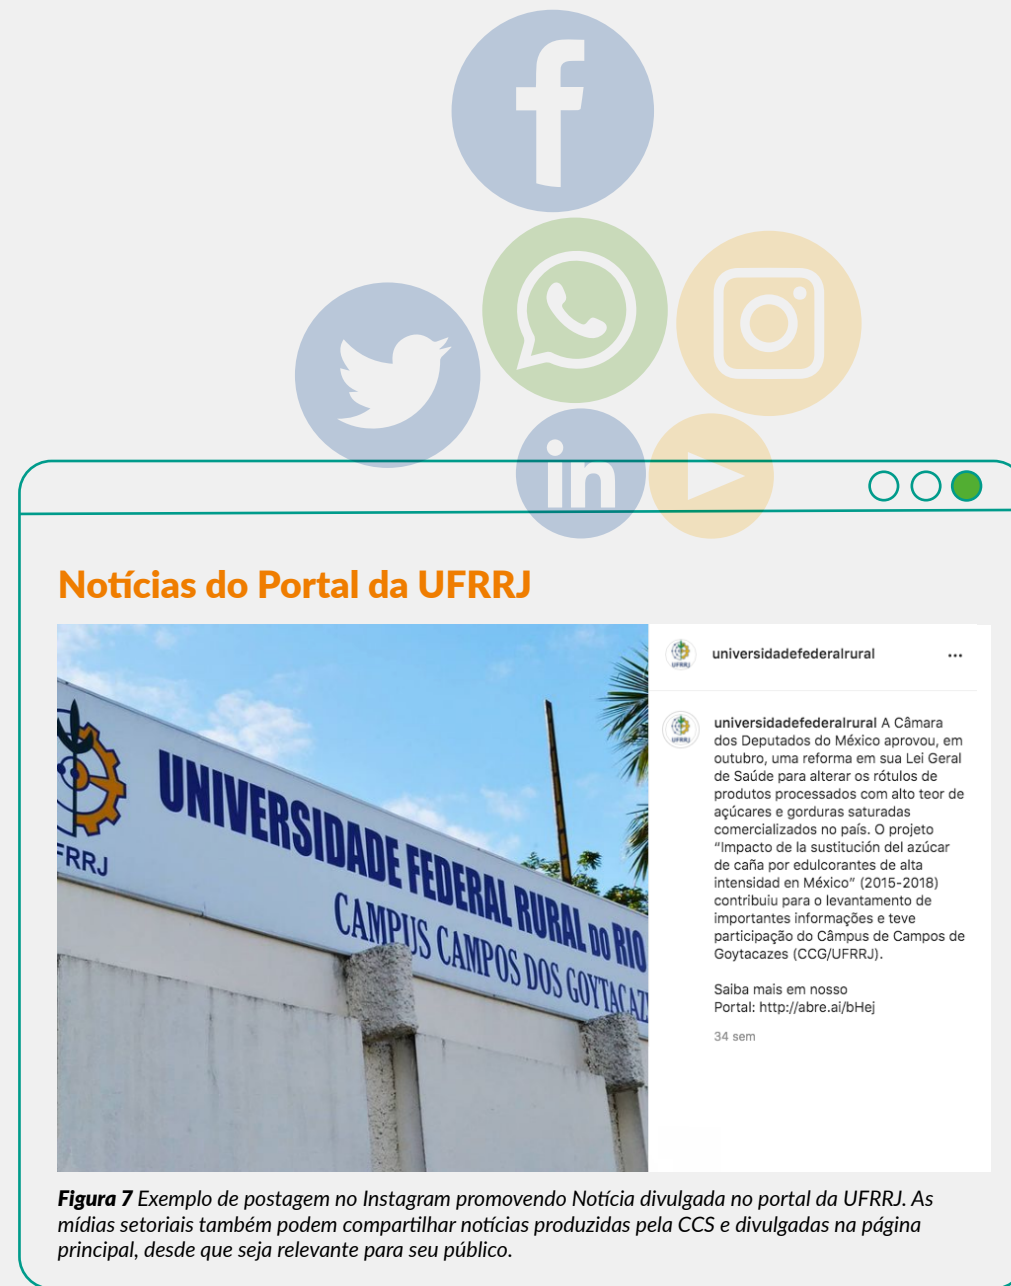 f
in
Notícias do Portal da UFRRJ
FRRJ
UNIVERSIDADE FEDERAL RURAL DO RIO
CAMPUS CAMPOS DOS GOYTACAZ
UFRRJ
universidadefederalrural
...
UFRRJ
universidadefederalrural A Câmara
dos Deputados do México aprovou, em
outubro, uma reforma em sua Lei Geral
de Saúde para alterar os rótulos de
produtos processados com alto teor de
açúcares e gorduras saturadas
comercializados no país. O projeto
“Impacto de la sustitución del azúcar
de caña por edulcorantes de alta
intensidad en México” (2015-2018)
contribuiu para o levantamento de
importantes informações e teve
participação do Câmpus de Campos de
Goytacazes (CCG/UFRRJ).
Saiba mais em nosso
Portal: http://abre.ai/bHej
34 sem
Figura 7 Exemplo de postagem no Instagram promovendo Notícia divulgada no portal da UFRRJ. As
mídias setoriais também podem compartilhar notícias produzidas pela CCS e divulgadas na página
principal, desde que seja relevante para seu público.